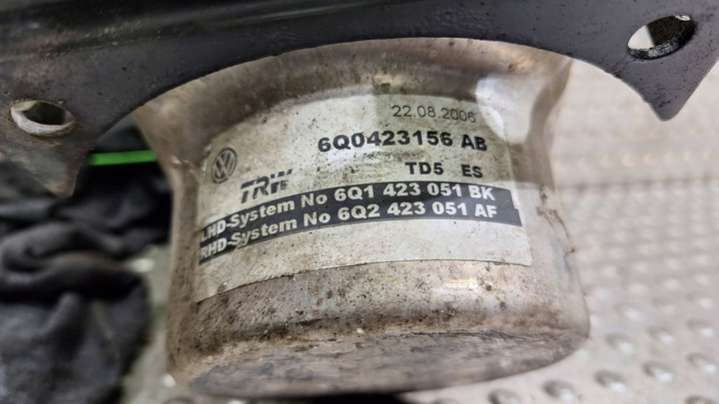 22.08.2006
6Q0423156 AB
TRW TD5 ES
LHD-System No 6Q1 423 051 BK
RHD-System No 6Q2 423 051 AF